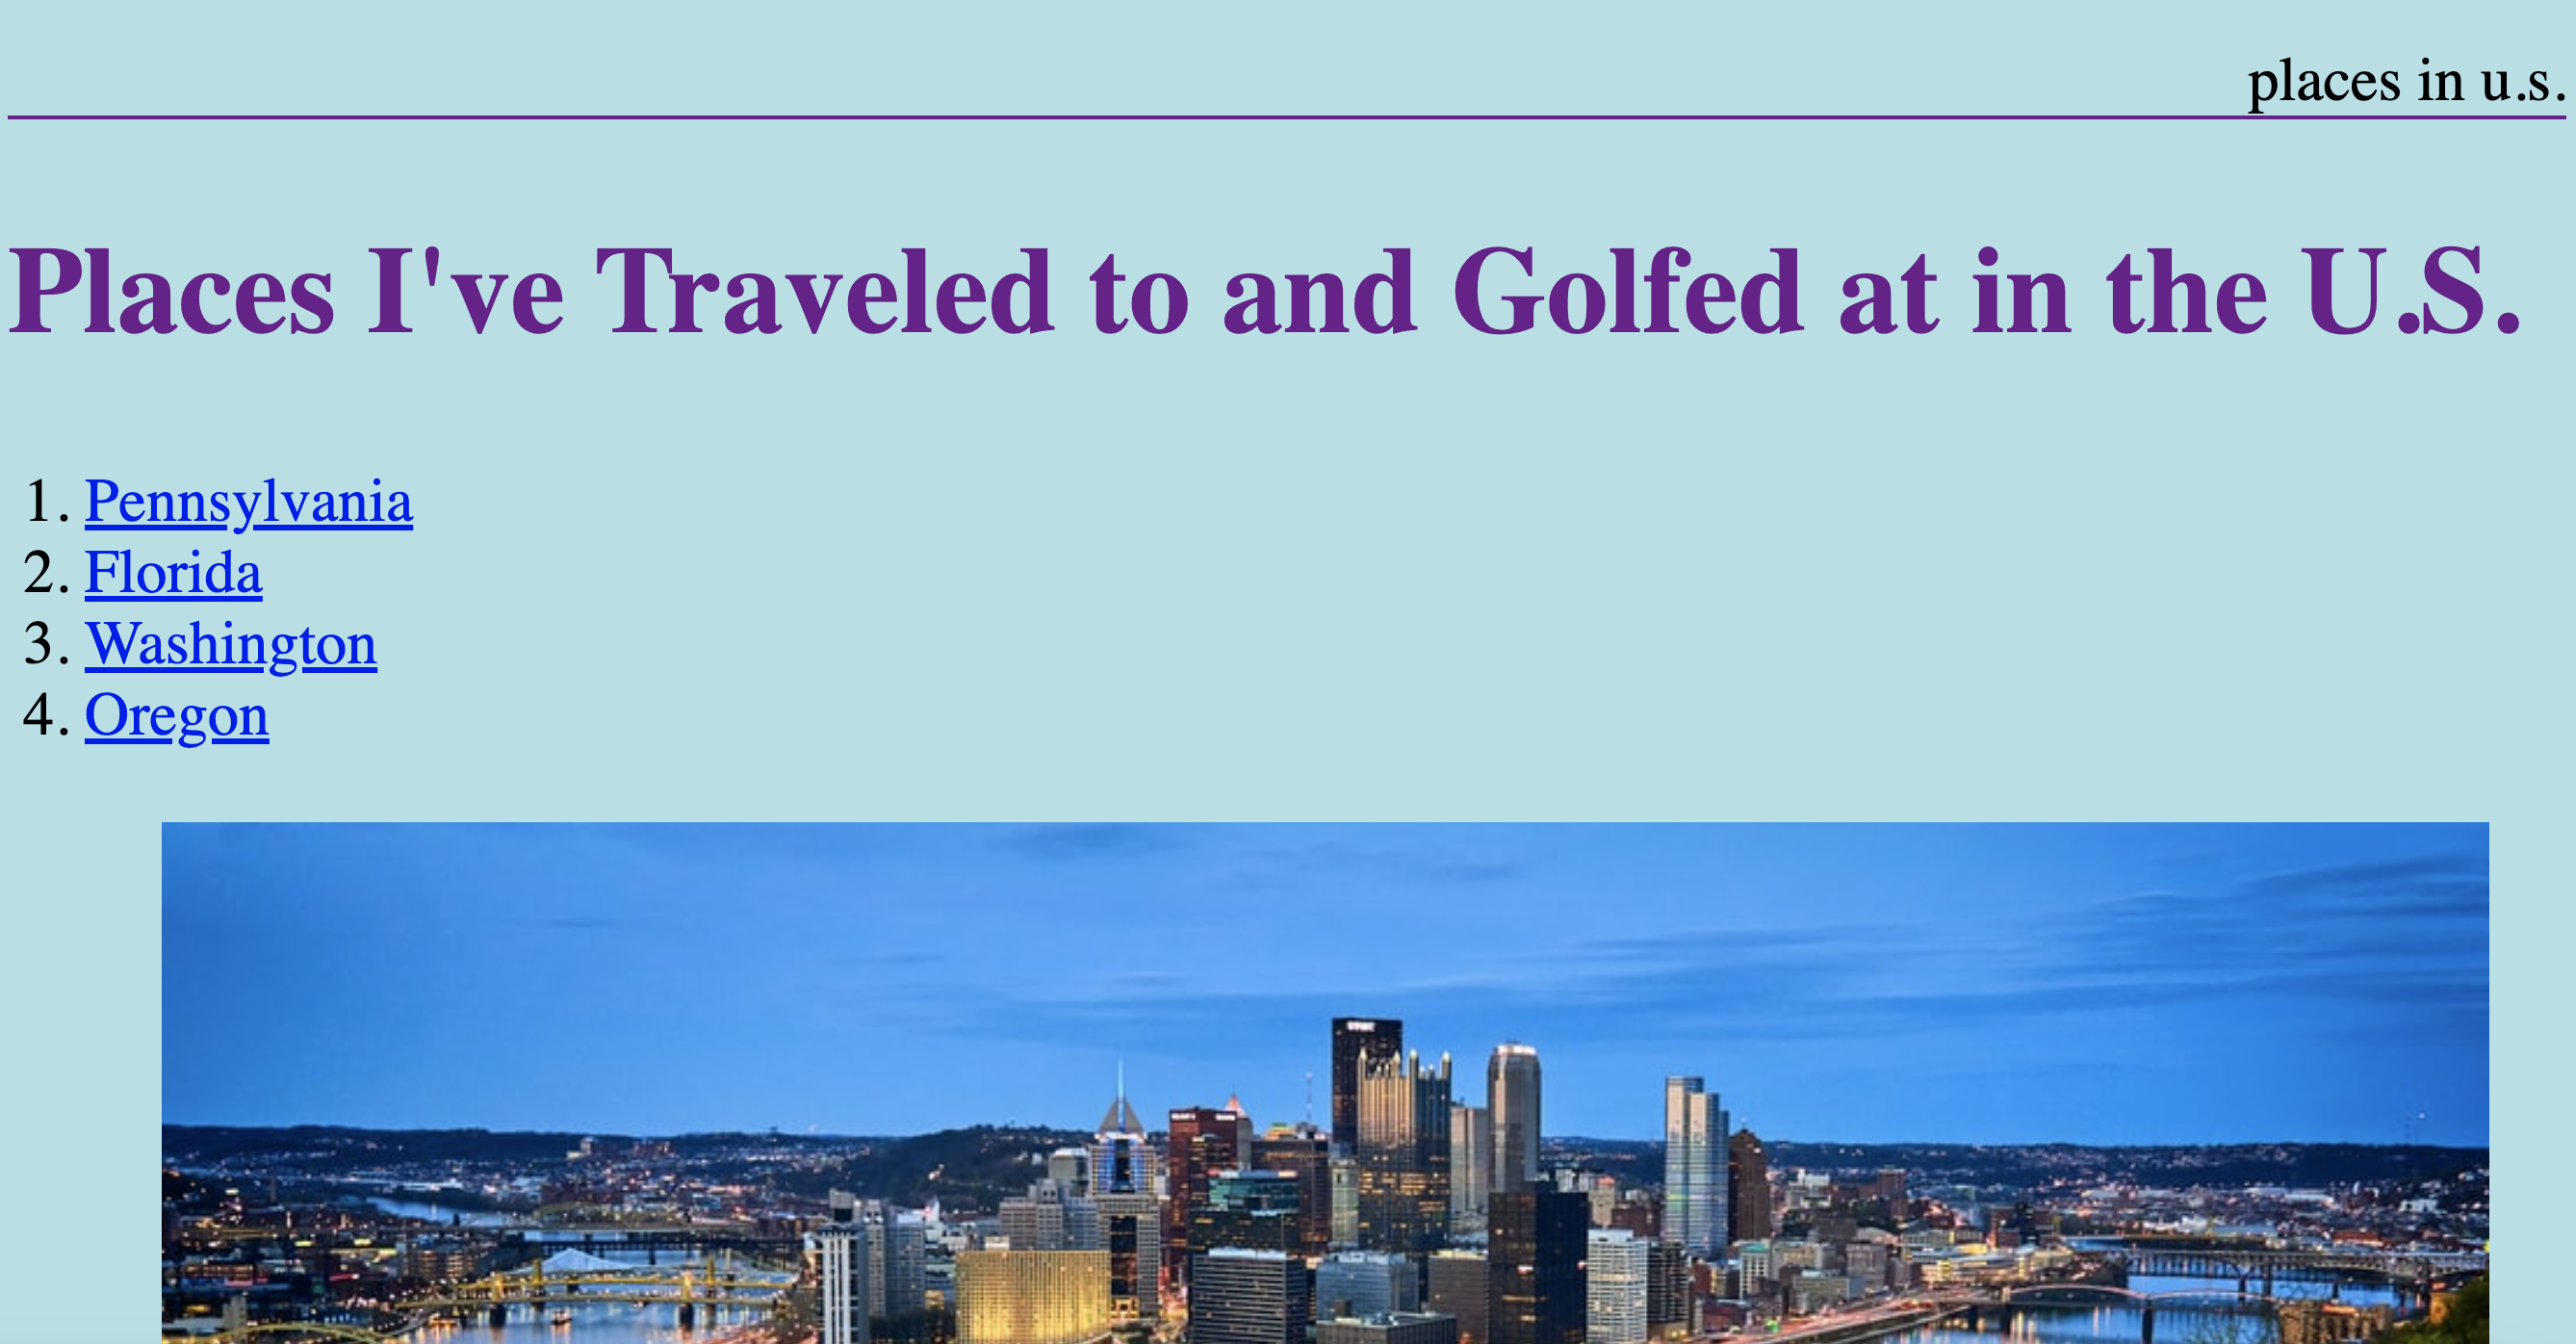 places in u.s.
Places I've Traveled to and Golfed at in the U.S.
1. Pennsylvania
2. Florida
3. Washington
4. Oregon